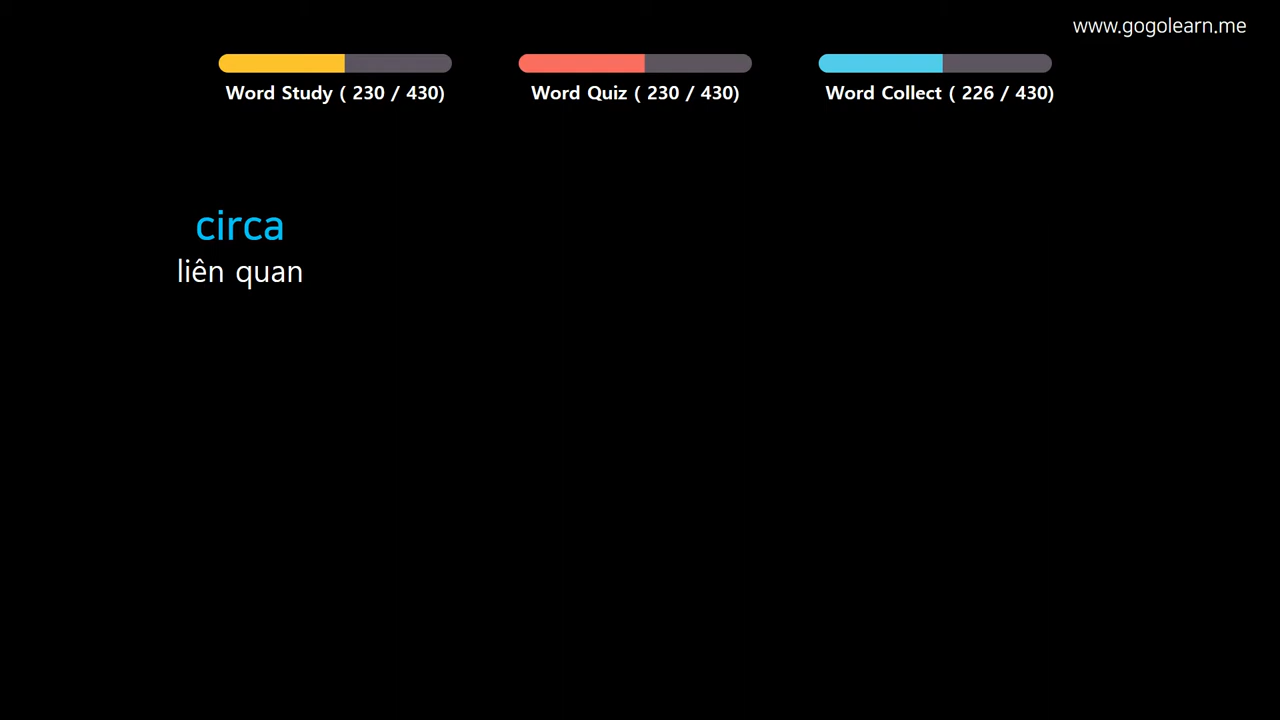 www.gogolearn.me
Word Study ( 230 / 430)
Word Quiz ( 230 / 430)
Word Collect ( 226 / 430)
circa
liên quan